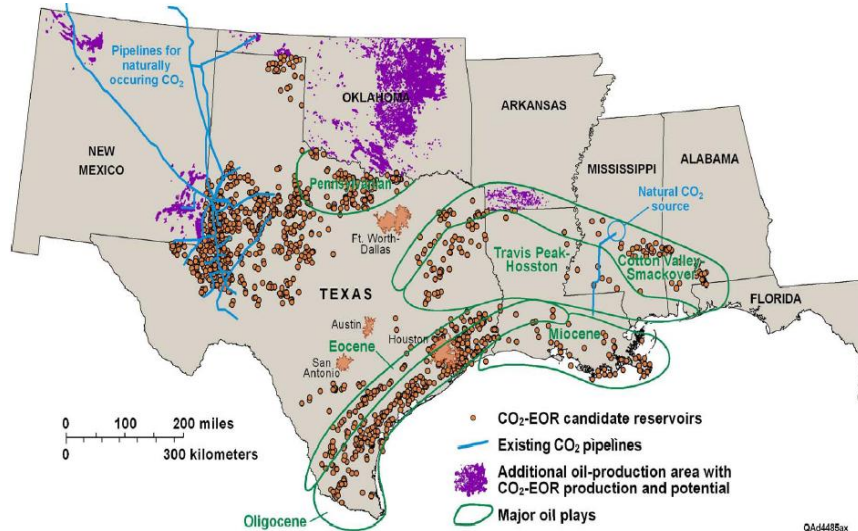 Pipelines for
naturally
occuring CO₂
OKLAHOMA
ARKANSAS
NEW
MEXICO
MISSISSIPPI
ALABAMA
Natural CO₂
source
Pennsylvanian
Ft. Worth-
Dallas
Travis Peak-
Hosston
Cotton Valley
Smackover
FLORIDA
TEXAS
Austin
Eocene
Houston
Miocene
San
Antonio
Oligocene
0 100 200 miles
0 300 kilometers
CO₂-EOR candidate reservoirs
Existing CO₂ pipelines
Additional oil-production area with
CO₂-EOR production and potential
Major oil plays
QAd4485ax